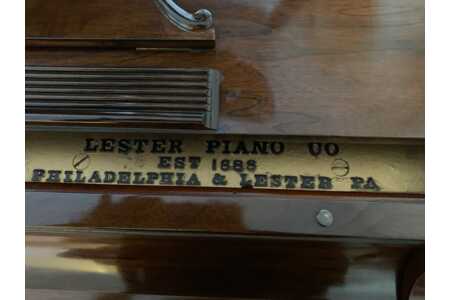 LESTER PIANO CO
EST 1888
PHILADELPHIA & LESTER PA